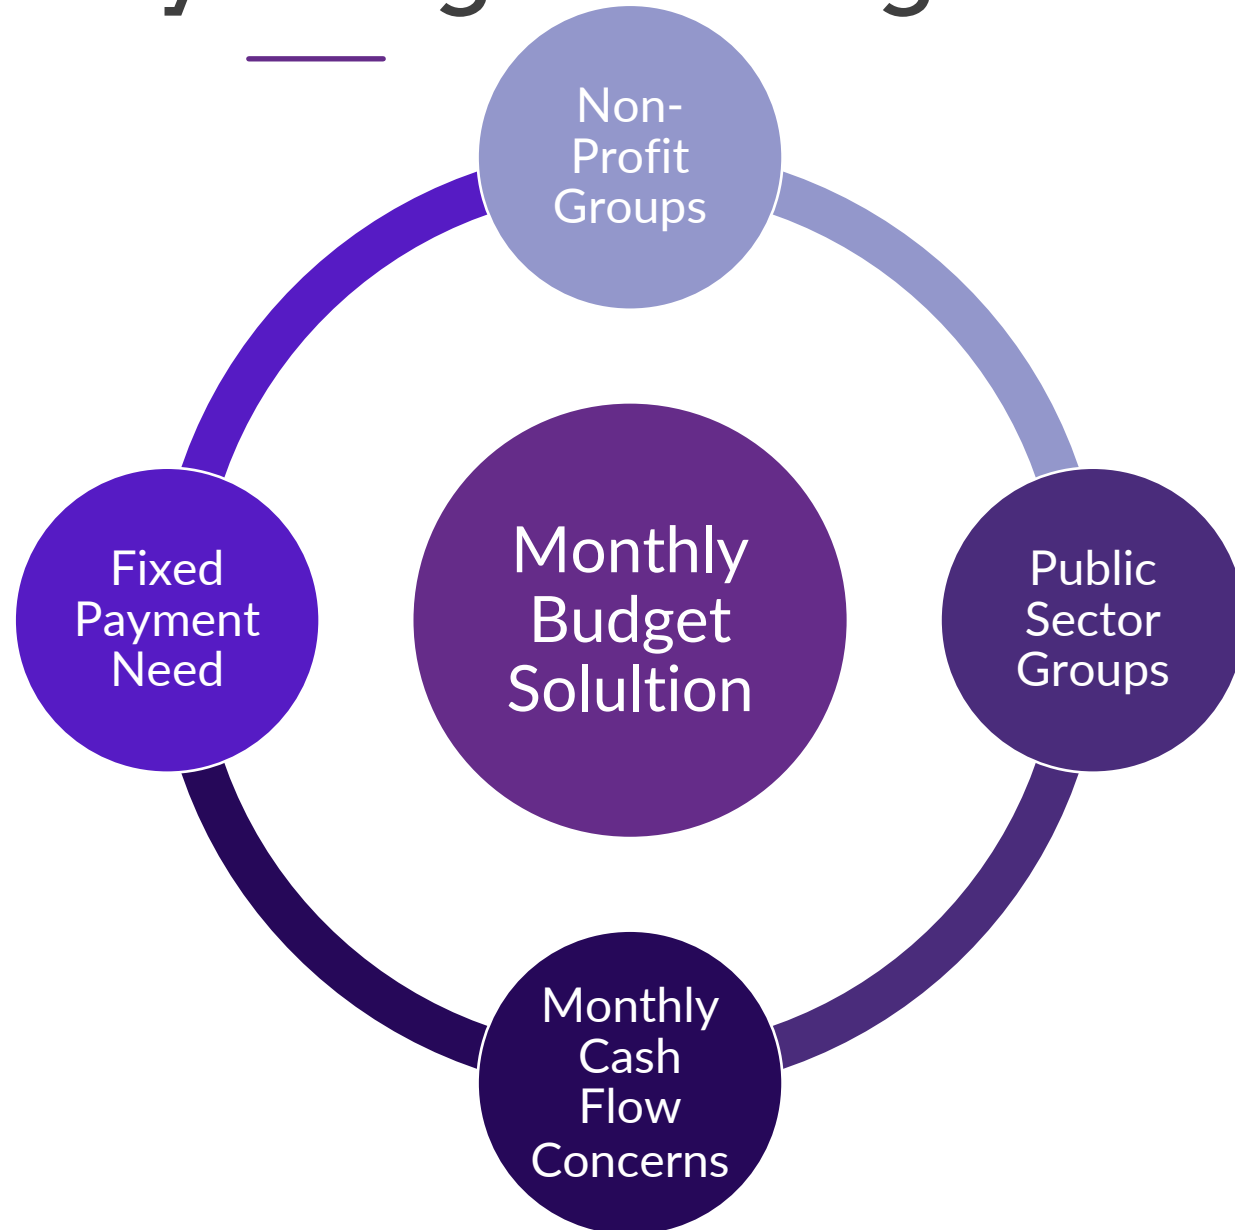 Non-
Profit
Groups
Fixed
Payment
Need
Monthly
Budget
Solultion
Public
Sector
Groups
Monthly
Cash
Flow
Concerns